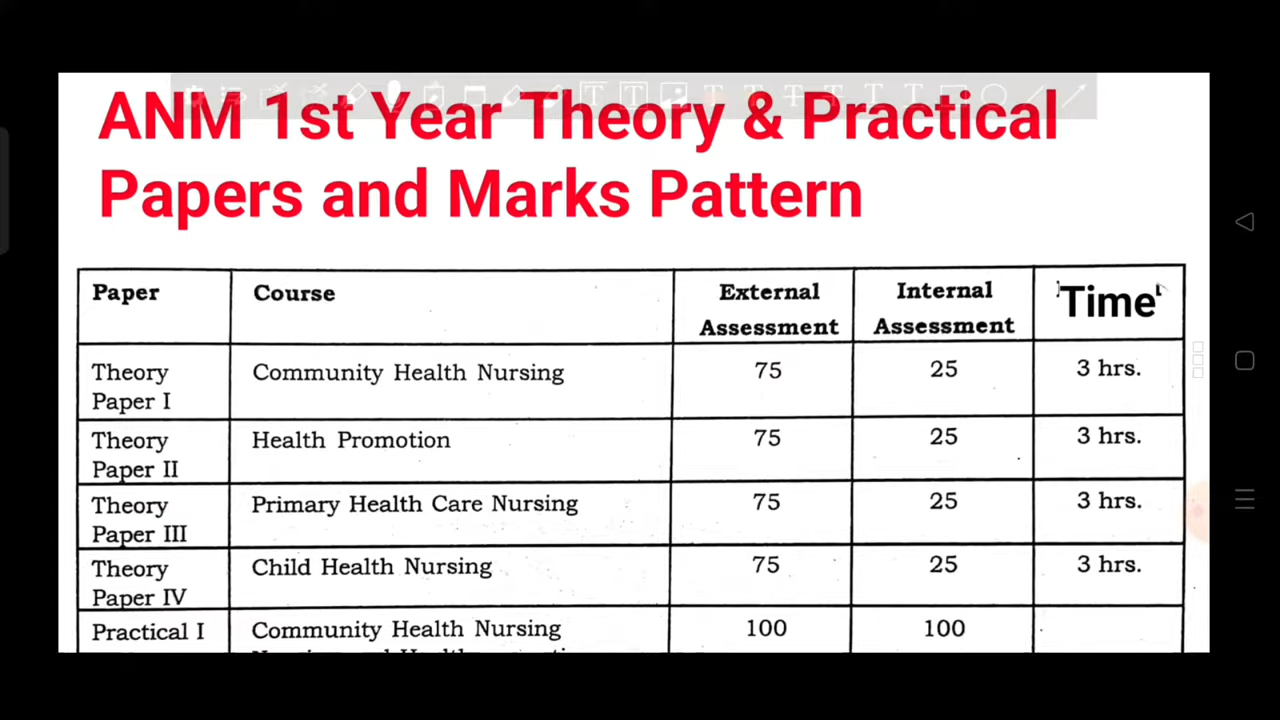 ANM 1st Year Theory & Practical
Papers and Marks Pattern
Paper Course External Assessment Internal Assessment Time
Theory Paper I Community Health Nursing 75 25 3 hrs.
Theory Paper II Health Promotion 75 25 3 hrs.
Theory Paper III Primary Health Care Nursing 75 25 3 hrs.
Theory Paper IV Child Health Nursing 75 25 3 hrs.
Practical I Community Health Nursing 100 100